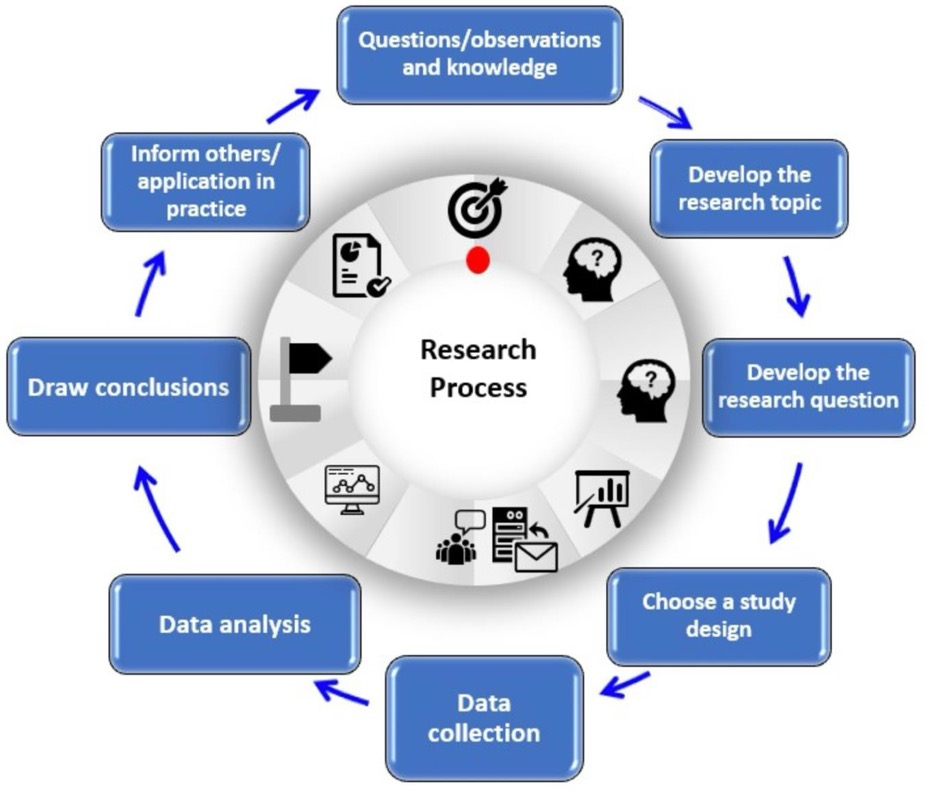 Questions/observations
and knowledge
Develop the
research topic
Develop the
research question
Choose a study
design
Data
collection
Data analysis
Draw conclusions
Inform others/
application in
practice
Research
Process
?
?